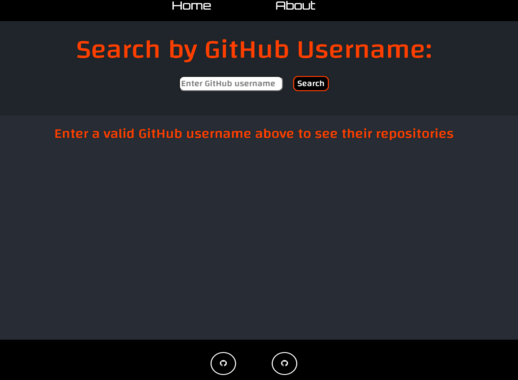 Home About
Search by GitHub Username:
Enter GitHub username Search
Enter a valid GitHub username above to see their repositories